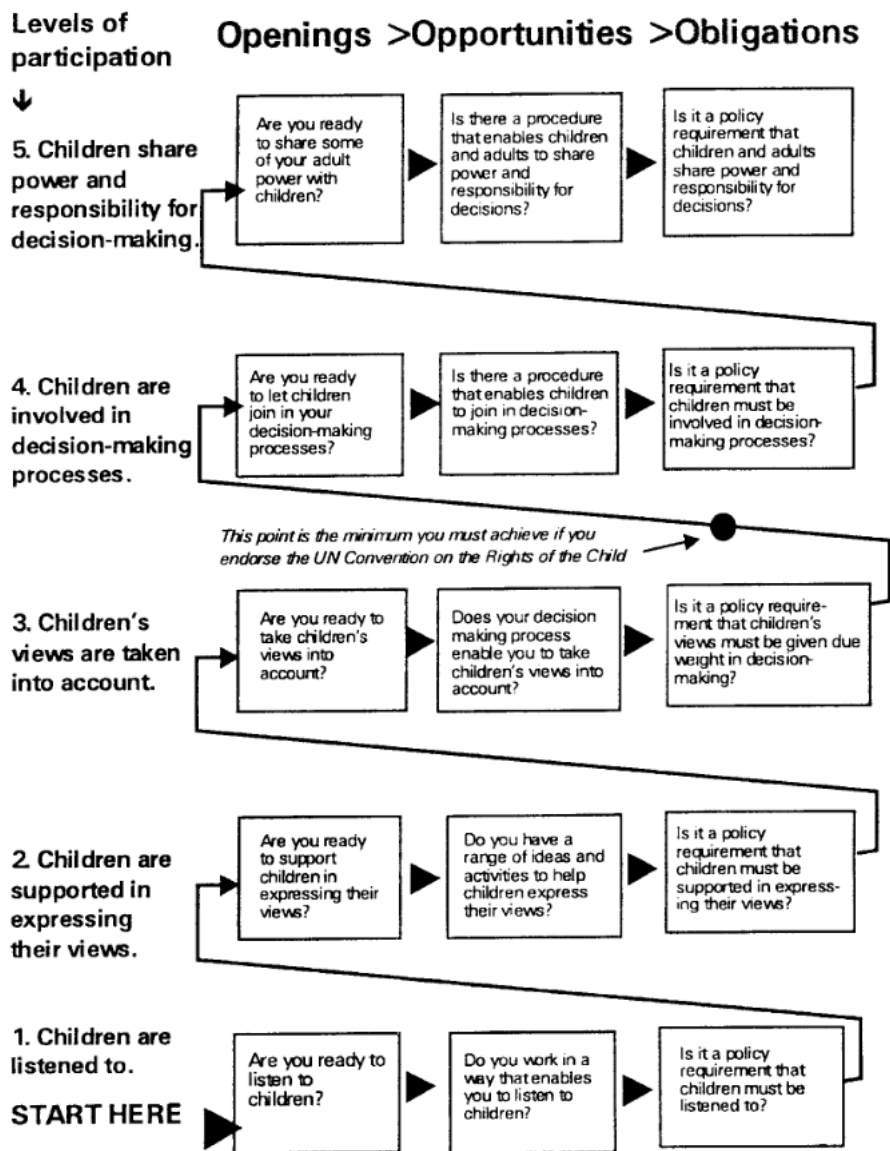 Levels of
participation
Openings >Opportunities >Obligations
5. Children share
power and
responsibility for
decision-making.
Are you ready
to share some
of your adult
power with
children?
Is there a procedure
that enables children
and adults to share
power and
responsibility for
decisions?
Is it a policy
requirement that
children and adults
share power and
responsibility for
decisions?
4. Children are
involved in
decision-making
processes.
Are you ready
to let children
join in your
decision-making
processes?
Is there a procedure
that enables children
to join in decision-
making processes?
Is it a policy
requirement that
children must be
involved in decision-
making processes?
This point is the minimum you must achieve if you
endorse the UN Convention on the Rights of the Child
3. Children's
views are taken
into account.
Are you ready to
take children's
views into
account?
Does your decision
making process
enable you to take
children's views into
account?
Is it a policy require-
ment that children's
views must be given due
weight in decision-
making?
2. Children are
supported in
expressing
their views.
Are you ready
to support
children in
expressing their
views?
Do you have a
range of ideas and
activities to help
children express
their views?
Is it a policy
requirement that
children must be
supported in express-
ing their views?
1. Children are
listened to.
START HERE
Are you ready to
listen to
children?
Do you work in a
way that enables
you to listen to
children?
Is it a policy
requirement that
children must be
listened to?